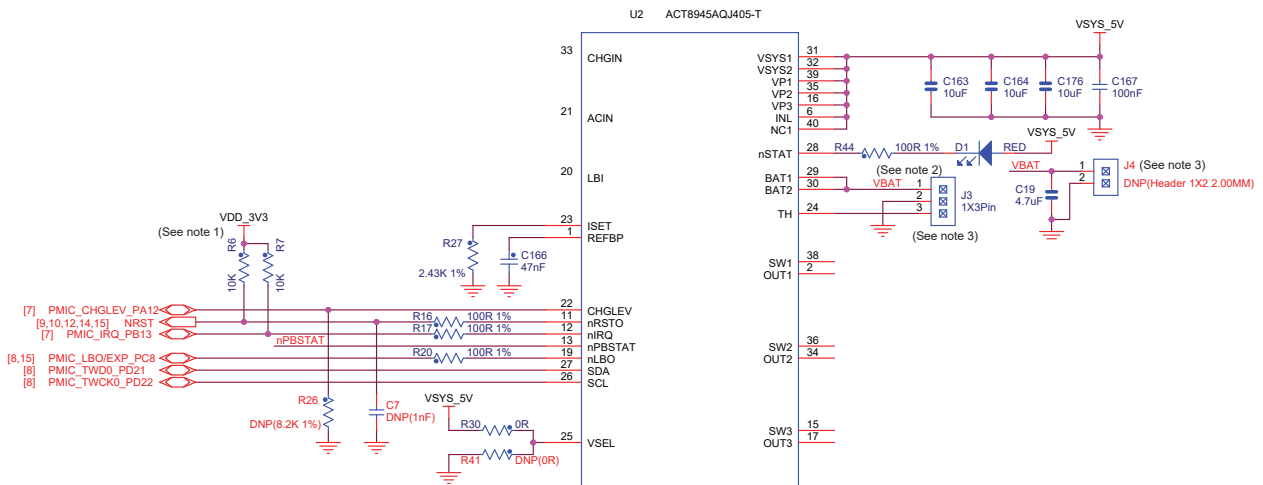 U2 ACT8945AQJ405-T
VSYS_5V
33 CHGIN
21 ACIN
20 LBI
23 ISET
1 REFBP
22 CHGLEV
11 nRSTO
12 nIRQ
13 nPBSTAT
19 nLBO
27 SDA
26 SCL
25 VSEL
VSYS1 31
VSYS2 32
VP1 39
VP2 35
VP3 16
INL 6
NC1 40
nSTAT 28
BAT1 29
BAT2 30
TH 24
SW1 38
OUT1 2
SW2 36
OUT2 34
SW3 15
OUT3 17
C163
10uF
C164
10uF
C176
10uF
C167
100nF
VSYS_5V
R44 100R 1% D1 RED
(See note 2)
VBAT 1
2
3
J3
1X3Pin
(See note 3)
VBAT
C19
4.7uF
1
2
J4 (See note 3)
DNP(Header 1X2 2.00MM)
VDD_3V3
(See note 1)
R6
10K
R7
10K
R27
2.43K 1%
C166
47nF
[7] PMIC_CHGLEV_PA12
[9,10,12,14,15] NRST
[7] PMIC_IRQ_PB13
nPBSTAT
[8,15] PMIC_LBO/EXP_PC8
[8] PMIC_TWD0_PD21
[8] PMIC_TWCK0_PD22
R16 100R 1%
R17 100R 1%
R20 100R 1%
R26
DNP(8.2K 1%)
C7
DNP(1nF)
VSYS_5V
R30 0R
R41 DNP(0R)